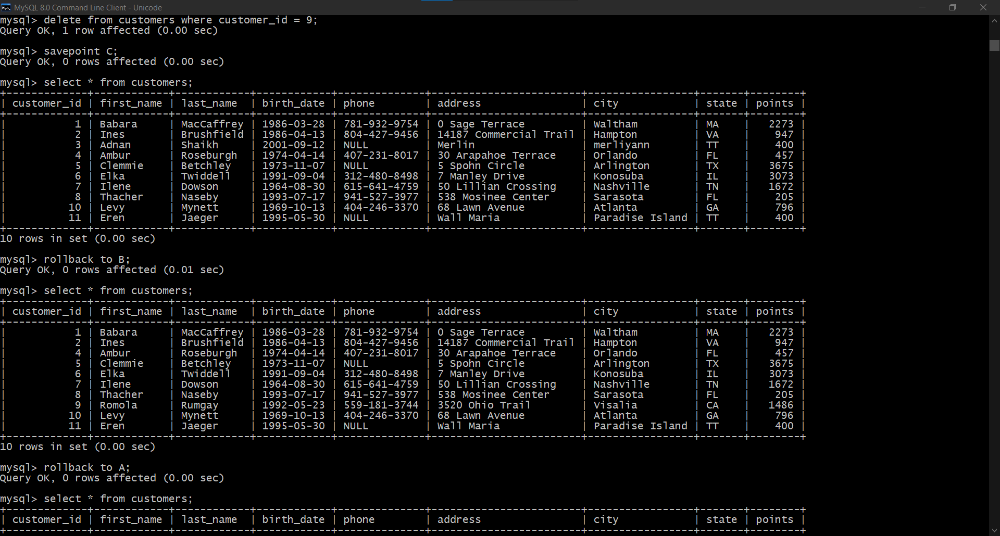 MySQL 8.0 Command Line Client - Unicode
mysql> delete from customers where customer_id = 9;
Query OK, 1 row affected (0.00 sec)
mysql> savepoint C;
Query OK, 0 rows affected (0.00 sec)
mysql> select * from customers;
+-------------+------------+------------+------------+--------------+------------------------+-----------------+-------+--------+
| customer_id | first_name | last_name  | birth_date | phone        | address                | city            | state | points |
+-------------+------------+------------+------------+--------------+------------------------+-----------------+-------+--------+
|           1 | Babara     | MacCaffrey | 1986-03-28 | 781-932-9754 | 0 Sage Terrace         | Waltham         | MA    |   2273 |
|           2 | Ines       | Brushfield | 1986-04-13 | 804-427-9456 | 14187 Commercial Trail | Hampton         | VA    |    947 |
|           3 | Adnan      | Shaikh     | 2001-09-12 | NULL         | Merlin                 | merliyann       | TT    |    400 |
|           4 | Ambur      | Roseburgh  | 1974-04-14 | 407-231-8017 | 30 Arapahoe Terrace    | Orlando         | FL    |    457 |
|           5 | Clemmie    | Betchley   | 1973-11-07 | NULL         | 5 Spohn Circle         | Arlington       | TX    |   3675 |
|           6 | Elka       | Twiddell   | 1991-09-04 | 312-480-8498 | 7 Manley Drive         | Konosuba        | IL    |   3073 |
|           7 | Ilene      | Dowson     | 1964-08-30 | 615-641-4759 | 50 Lillian Crossing    | Nashville       | TN    |   1672 |
|           8 | Thacher    | Naseby     | 1993-07-17 | 941-527-3977 | 538 Mosinee Center     | Sarasota        | FL    |    205 |
|          10 | Levy       | Mynett     | 1969-10-13 | 404-246-3370 | 68 Lawn Avenue         | Atlanta         | GA    |    796 |
|          11 | Eren       | Jaeger     | 1995-05-30 | NULL         | Wall Maria             | Paradise Island | TT    |    400 |
+-------------+------------+------------+------------+--------------+------------------------+-----------------+-------+--------+
10 rows in set (0.00 sec)
mysql> rollback to B;
Query OK, 0 rows affected (0.01 sec)
mysql> select * from customers;
+-------------+------------+------------+------------+--------------+------------------------+-----------------+-------+--------+
| customer_id | first_name | last_name  | birth_date | phone        | address                | city            | state | points |
+-------------+------------+------------+------------+--------------+------------------------+-----------------+-------+--------+
|           1 | Babara     | MacCaffrey | 1986-03-28 | 781-932-9754 | 0 Sage Terrace         | Waltham         | MA    |   2273 |
|           2 | Ines       | Brushfield | 1986-04-13 | 804-427-9456 | 14187 Commercial Trail | Hampton         | VA    |    947 |
|           4 | Ambur      | Roseburgh  | 1974-04-14 | 407-231-8017 | 30 Arapahoe Terrace    | Orlando         | FL    |    457 |
|           5 | Clemmie    | Betchley   | 1973-11-07 | NULL         | 5 Spohn Circle         | Arlington       | TX    |   3675 |
|           6 | Elka       | Twiddell   | 1991-09-04 | 312-480-8498 | 7 Manley Drive         | Konosuba        | IL    |   3073 |
|           7 | Ilene      | Dowson     | 1964-08-30 | 615-641-4759 | 50 Lillian Crossing    | Nashville       | TN    |   1672 |
|           8 | Thacher    | Naseby     | 1993-07-17 | 941-527-3977 | 538 Mosinee Center     | Sarasota        | FL    |    205 |
|           9 | Romola     | Rumgay     | 1992-05-23 | 559-181-3744 | 3520 Ohio Trail        | Visalia         | CA    |   1486 |
|          10 | Levy       | Mynett     | 1969-10-13 | 404-246-3370 | 68 Lawn Avenue         | Atlanta         | GA    |    796 |
|          11 | Eren       | Jaeger     | 1995-05-30 | NULL         | Wall Maria             | Paradise Island | TT    |    400 |
+-------------+------------+------------+------------+--------------+------------------------+-----------------+-------+--------+
10 rows in set (0.00 sec)
mysql> rollback to A;
Query OK, 0 rows affected (0.00 sec)
mysql> select * from customers;
+-------------+------------+------------+------------+--------------+------------------------+-----------------+-------+--------+
| customer_id | first_name | last_name  | birth_date | phone        | address                | city            | state | points |
+-------------+------------+------------+------------+--------------+------------------------+-----------------+-------+--------+